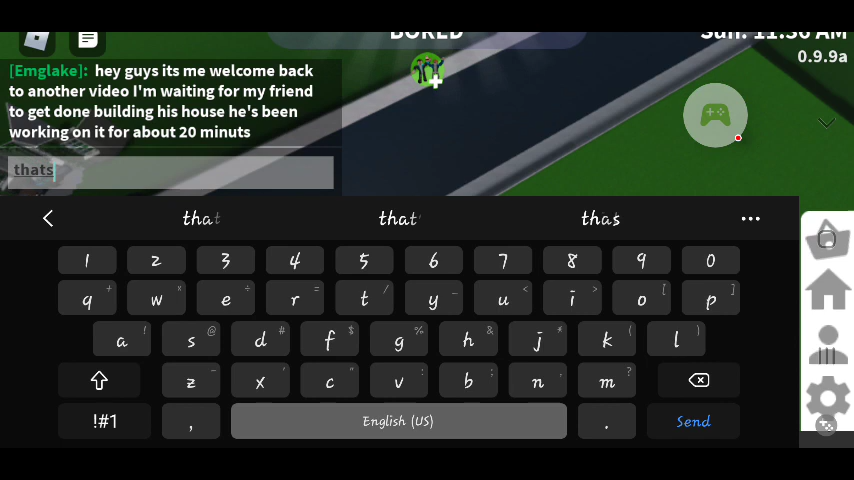 BORED
Sun. 11:36 AM
0.9.9a
[Emglake]: hey guys its me welcome back
to another video I'm waiting for my friend
to get done building his house he's been
working on it for about 20 minuts
thats
that that' thas
1 2 3 4 5 6 7 8 9 0
q w e r t y u i o p
a s d f g h j k l
z x c v b n m
!#1 , English (US) . Send